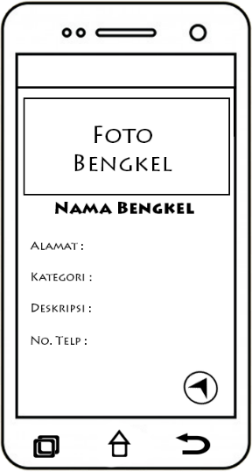 Foto
Bengkel
Nama Bengkel
Alamat :
Kategori :
Deskripsi :
No. Telp :